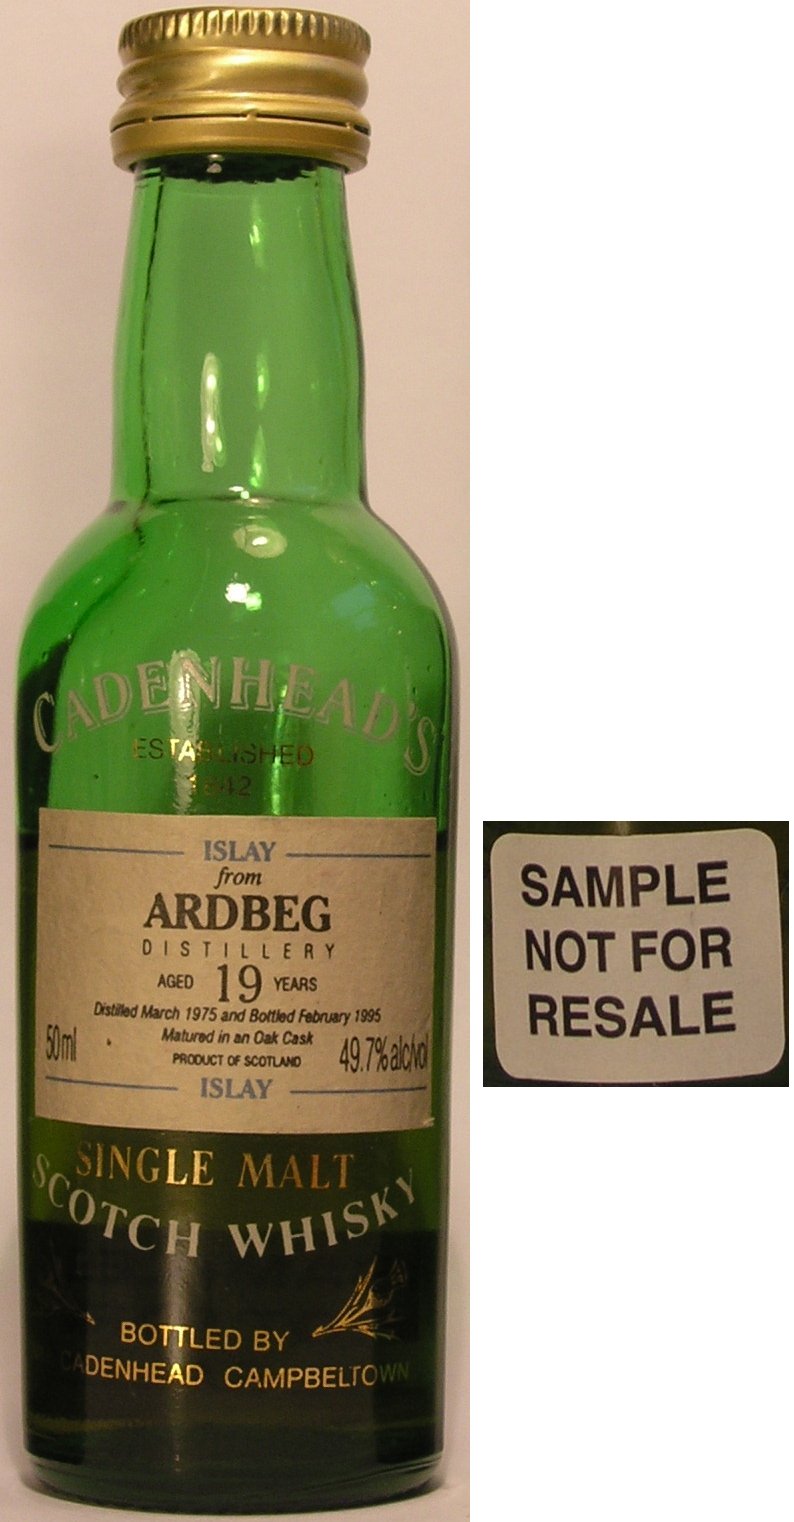 CADENHEAD'S
ESTABLISHED
1842
ISLAY
from
ARDBEG
DISTILLERY
AGED 19 YEARS
Distilled March 1975 and Bottled February 1995
Matured in an Oak Cask
50ml PRODUCT OF SCOTLAND 49.7%alc/vol
ISLAY
SINGLE MALT
SCOTCH WHISKY
BOTTLED BY
CADENHEAD CAMPBELTOWN
SAMPLE
NOT FOR
RESALE